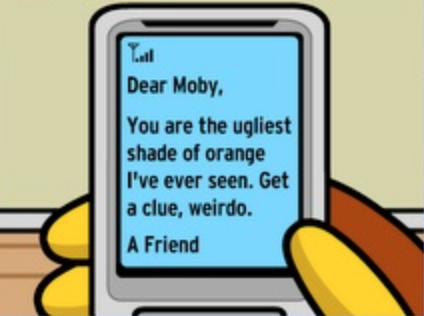 Dear Moby,
You are the ugliest
shade of orange
I've ever seen. Get
a clue, weirdo.
A Friend